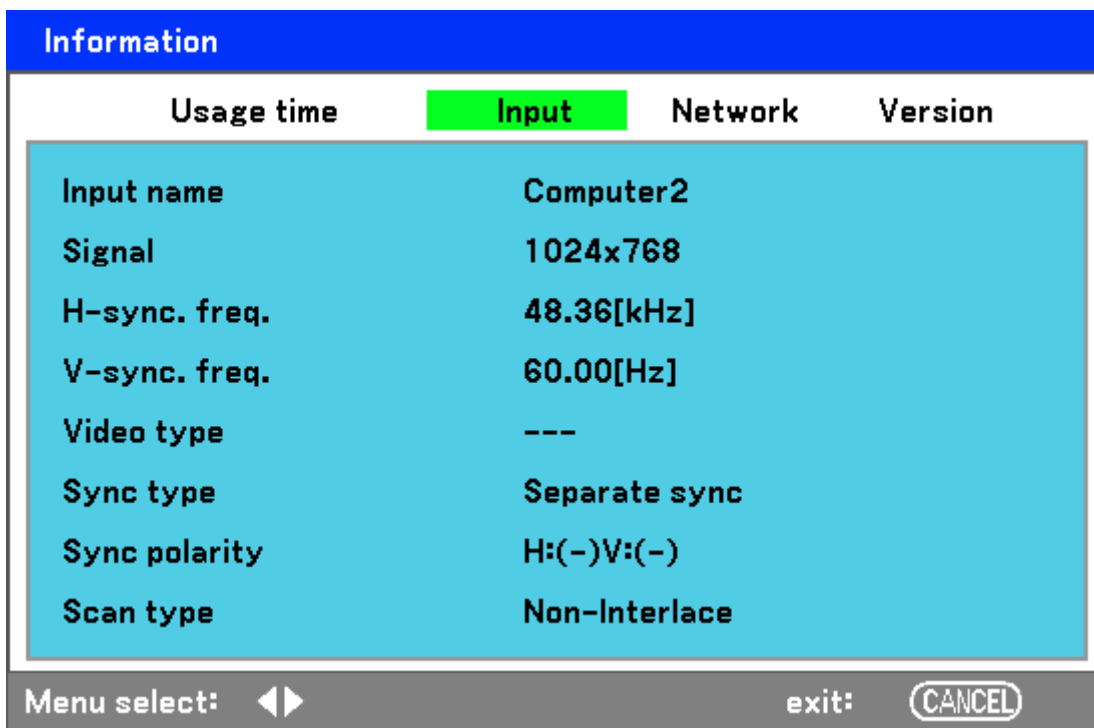 Information
Usage time Input Network Version
Input name Computer2
Signal 1024x768
H-sync. freq. 48.36[kHz]
V-sync. freq. 60.00[Hz]
Video type ---
Sync type Separate sync
Sync polarity H:(-)V:(-)
Scan type Non-Interlace
Menu select: ◀▶ exit: CANCEL